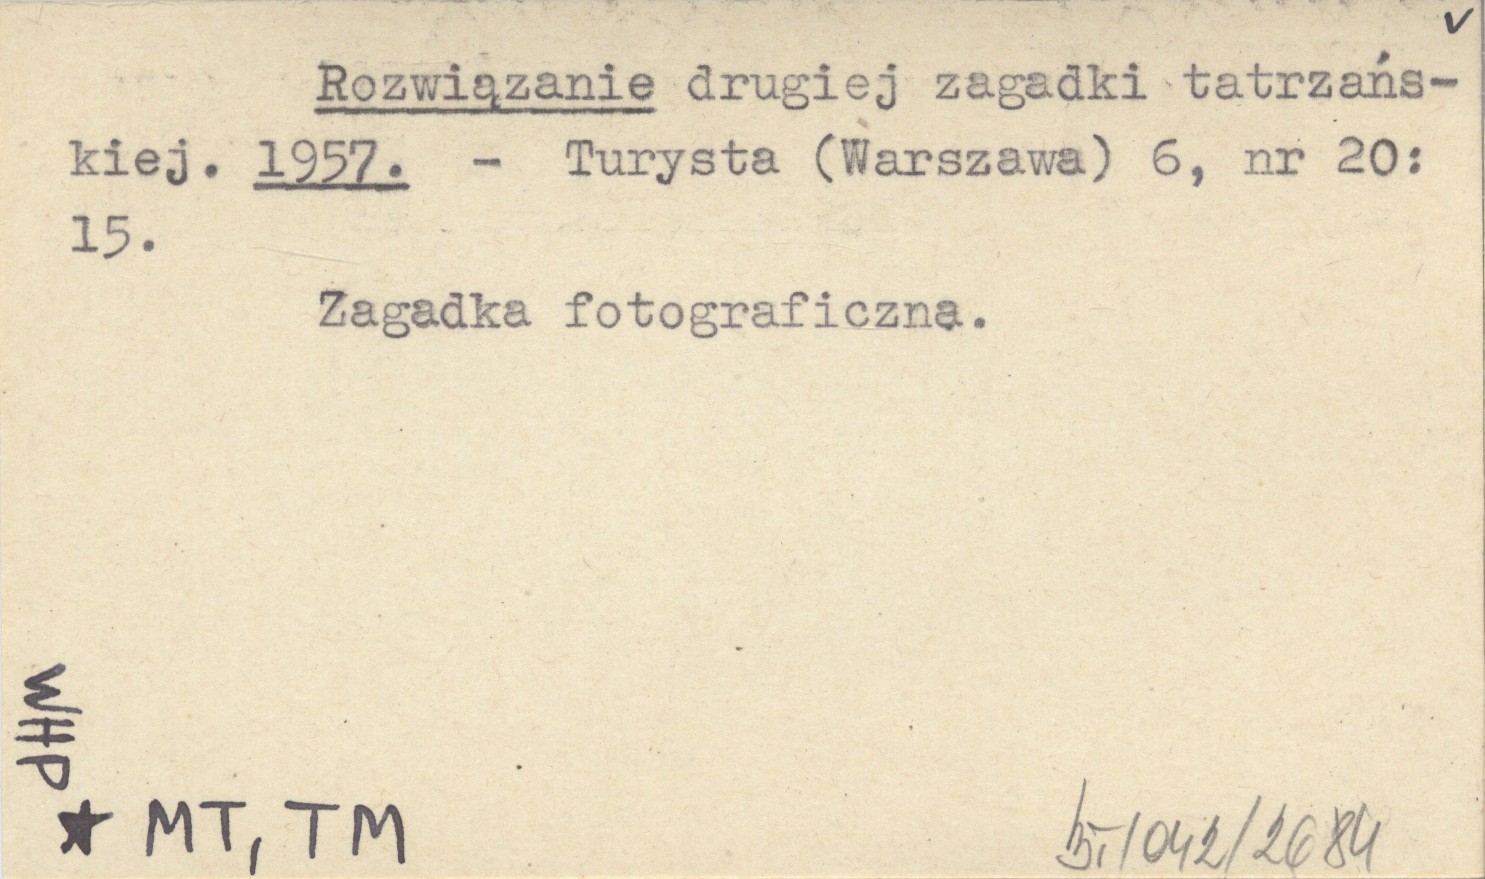 v
Rozwiązanie drugiej zagadki tatrzańs-
kiej. 1957. - Turysta (Warszawa) 6, nr 20:
15.
Zagadka fotograficzna.
WHP
★ MT, TM
/042/2684